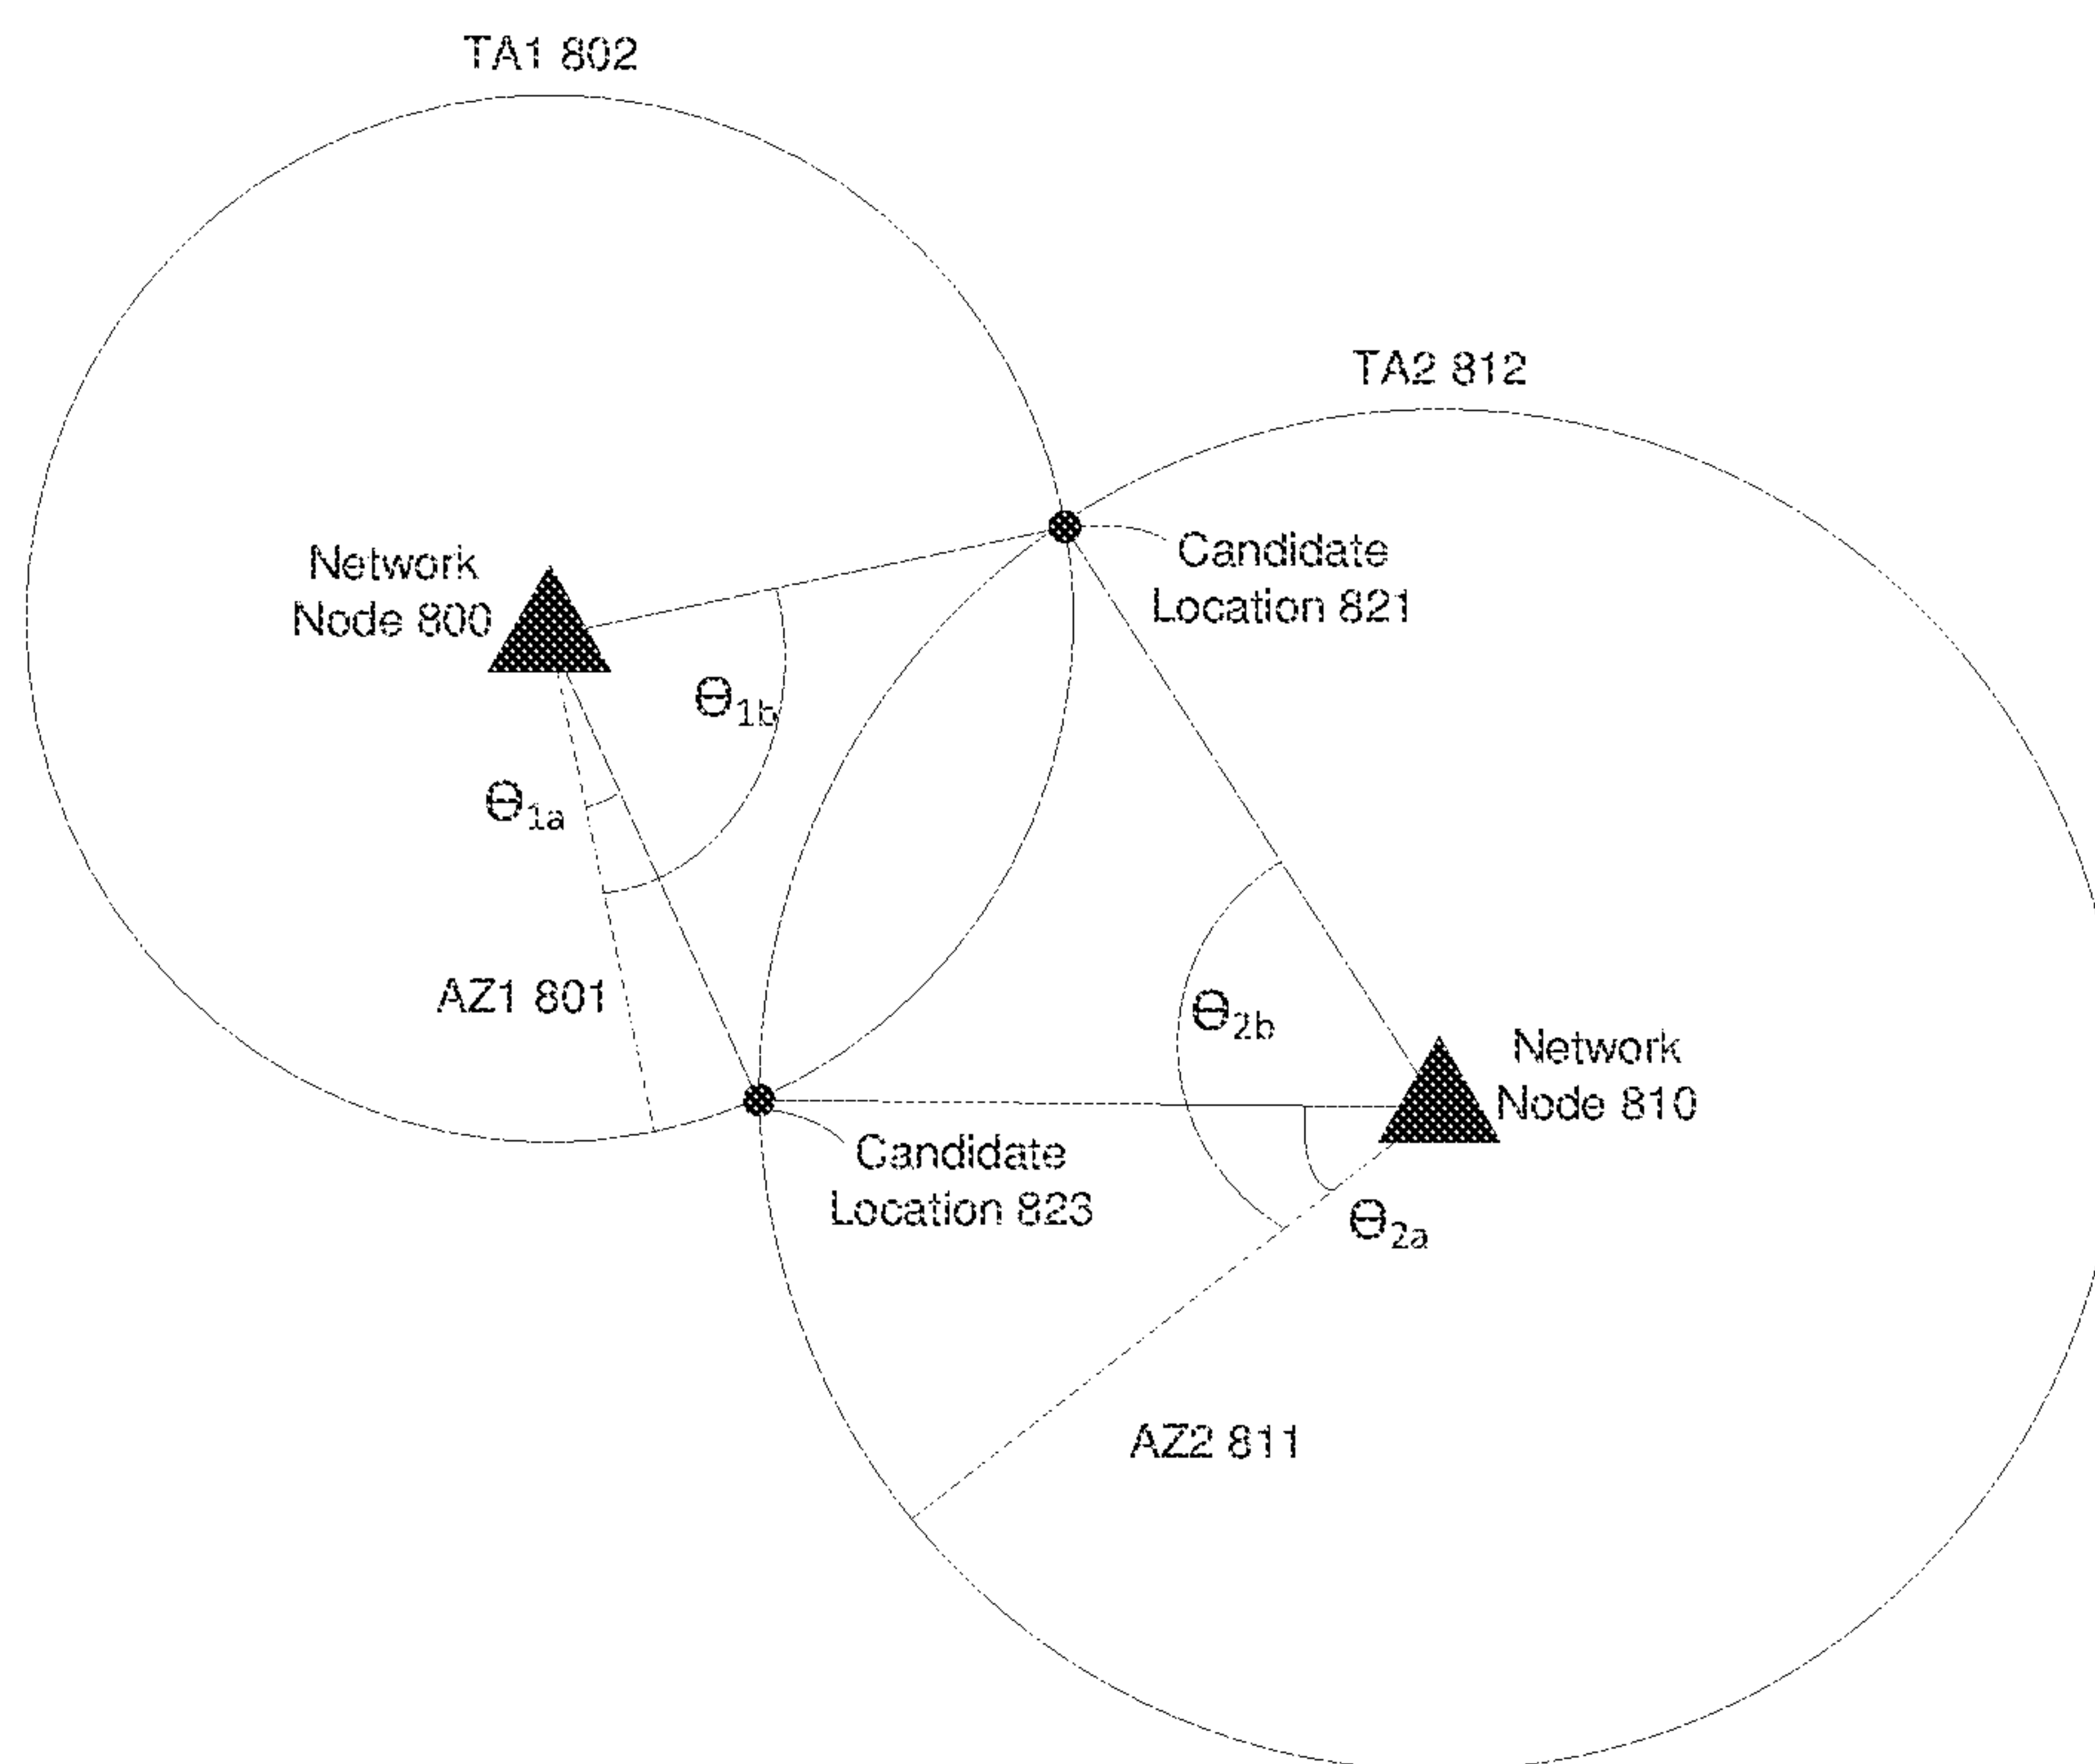 TA1 802
TA2 812
Network
Node 800
Candidate
Location 821
Θ1b
Θ1a
AZ1 801
Θ2b
Network
Node 810
Candidate
Location 823
Θ2a
AZ2 811